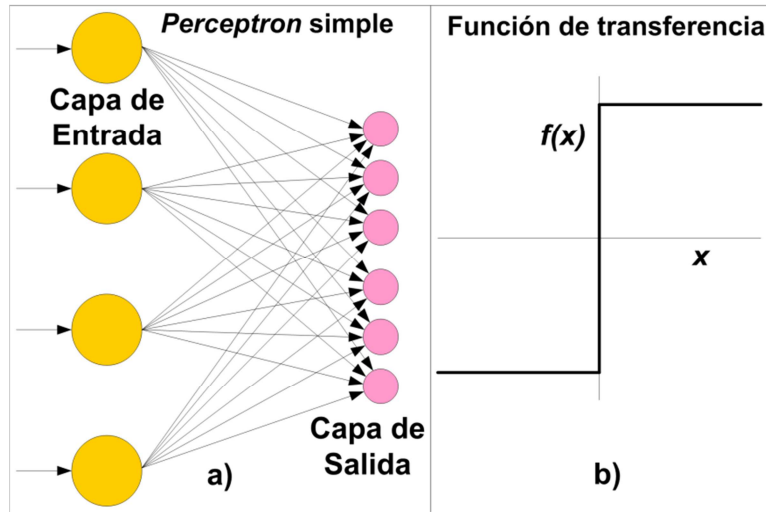 Perceptron simple
Capa de
Entrada
Capa de
Salida
a)
Función de transferencia
f(x)
x
b)